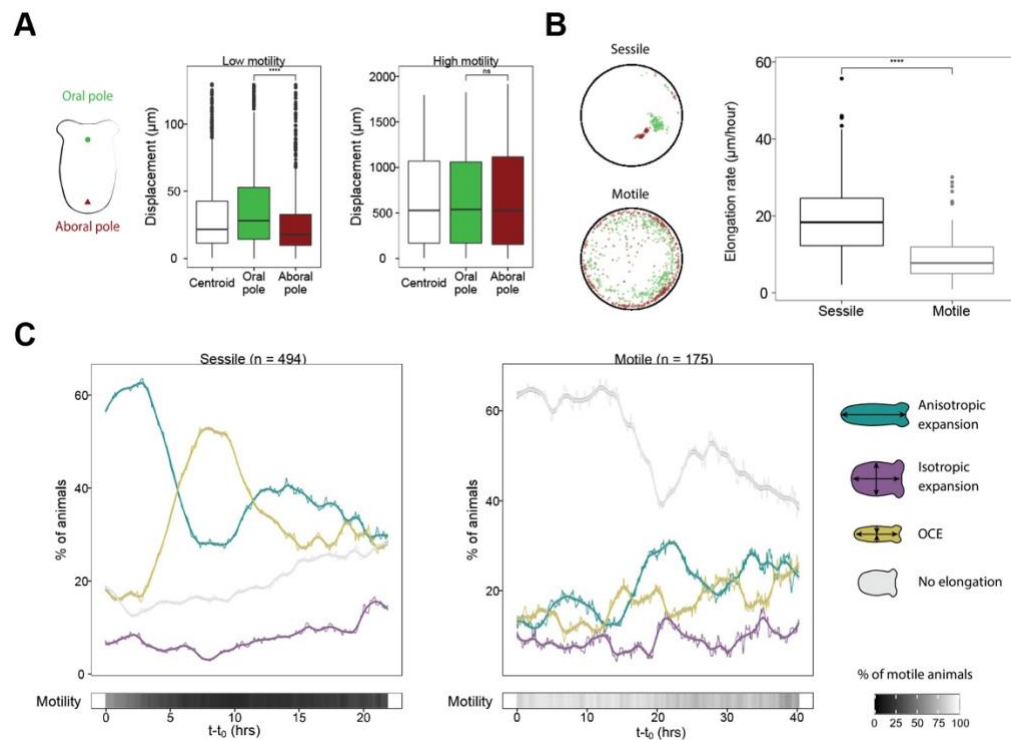 A
Oral pole
Aboral pole
Low motility
****
Displacement (µm)
100
50
0
Centroid
Oral pole
Aboral pole
High motility
ns
Displacement (µm)
2000
1500
1000
500
0
Centroid
Oral pole
Aboral pole
B
Sessile
Motile
****
Elongation rate (µm/hour)
60
40
20
0
Sessile
Motile
C
Sessile (n = 494)
% of animals
60
40
20
0
Motility
0 5 10 15 20
t-t₀ (hrs)
Motile (n = 175)
% of animals
60
40
20
Motility
0 10 20 30 40
t-t₀ (hrs)
Anisotropic
expansion
Isotropic
expansion
OCE
No elongation
% of motile animals
0 25 50 75 100